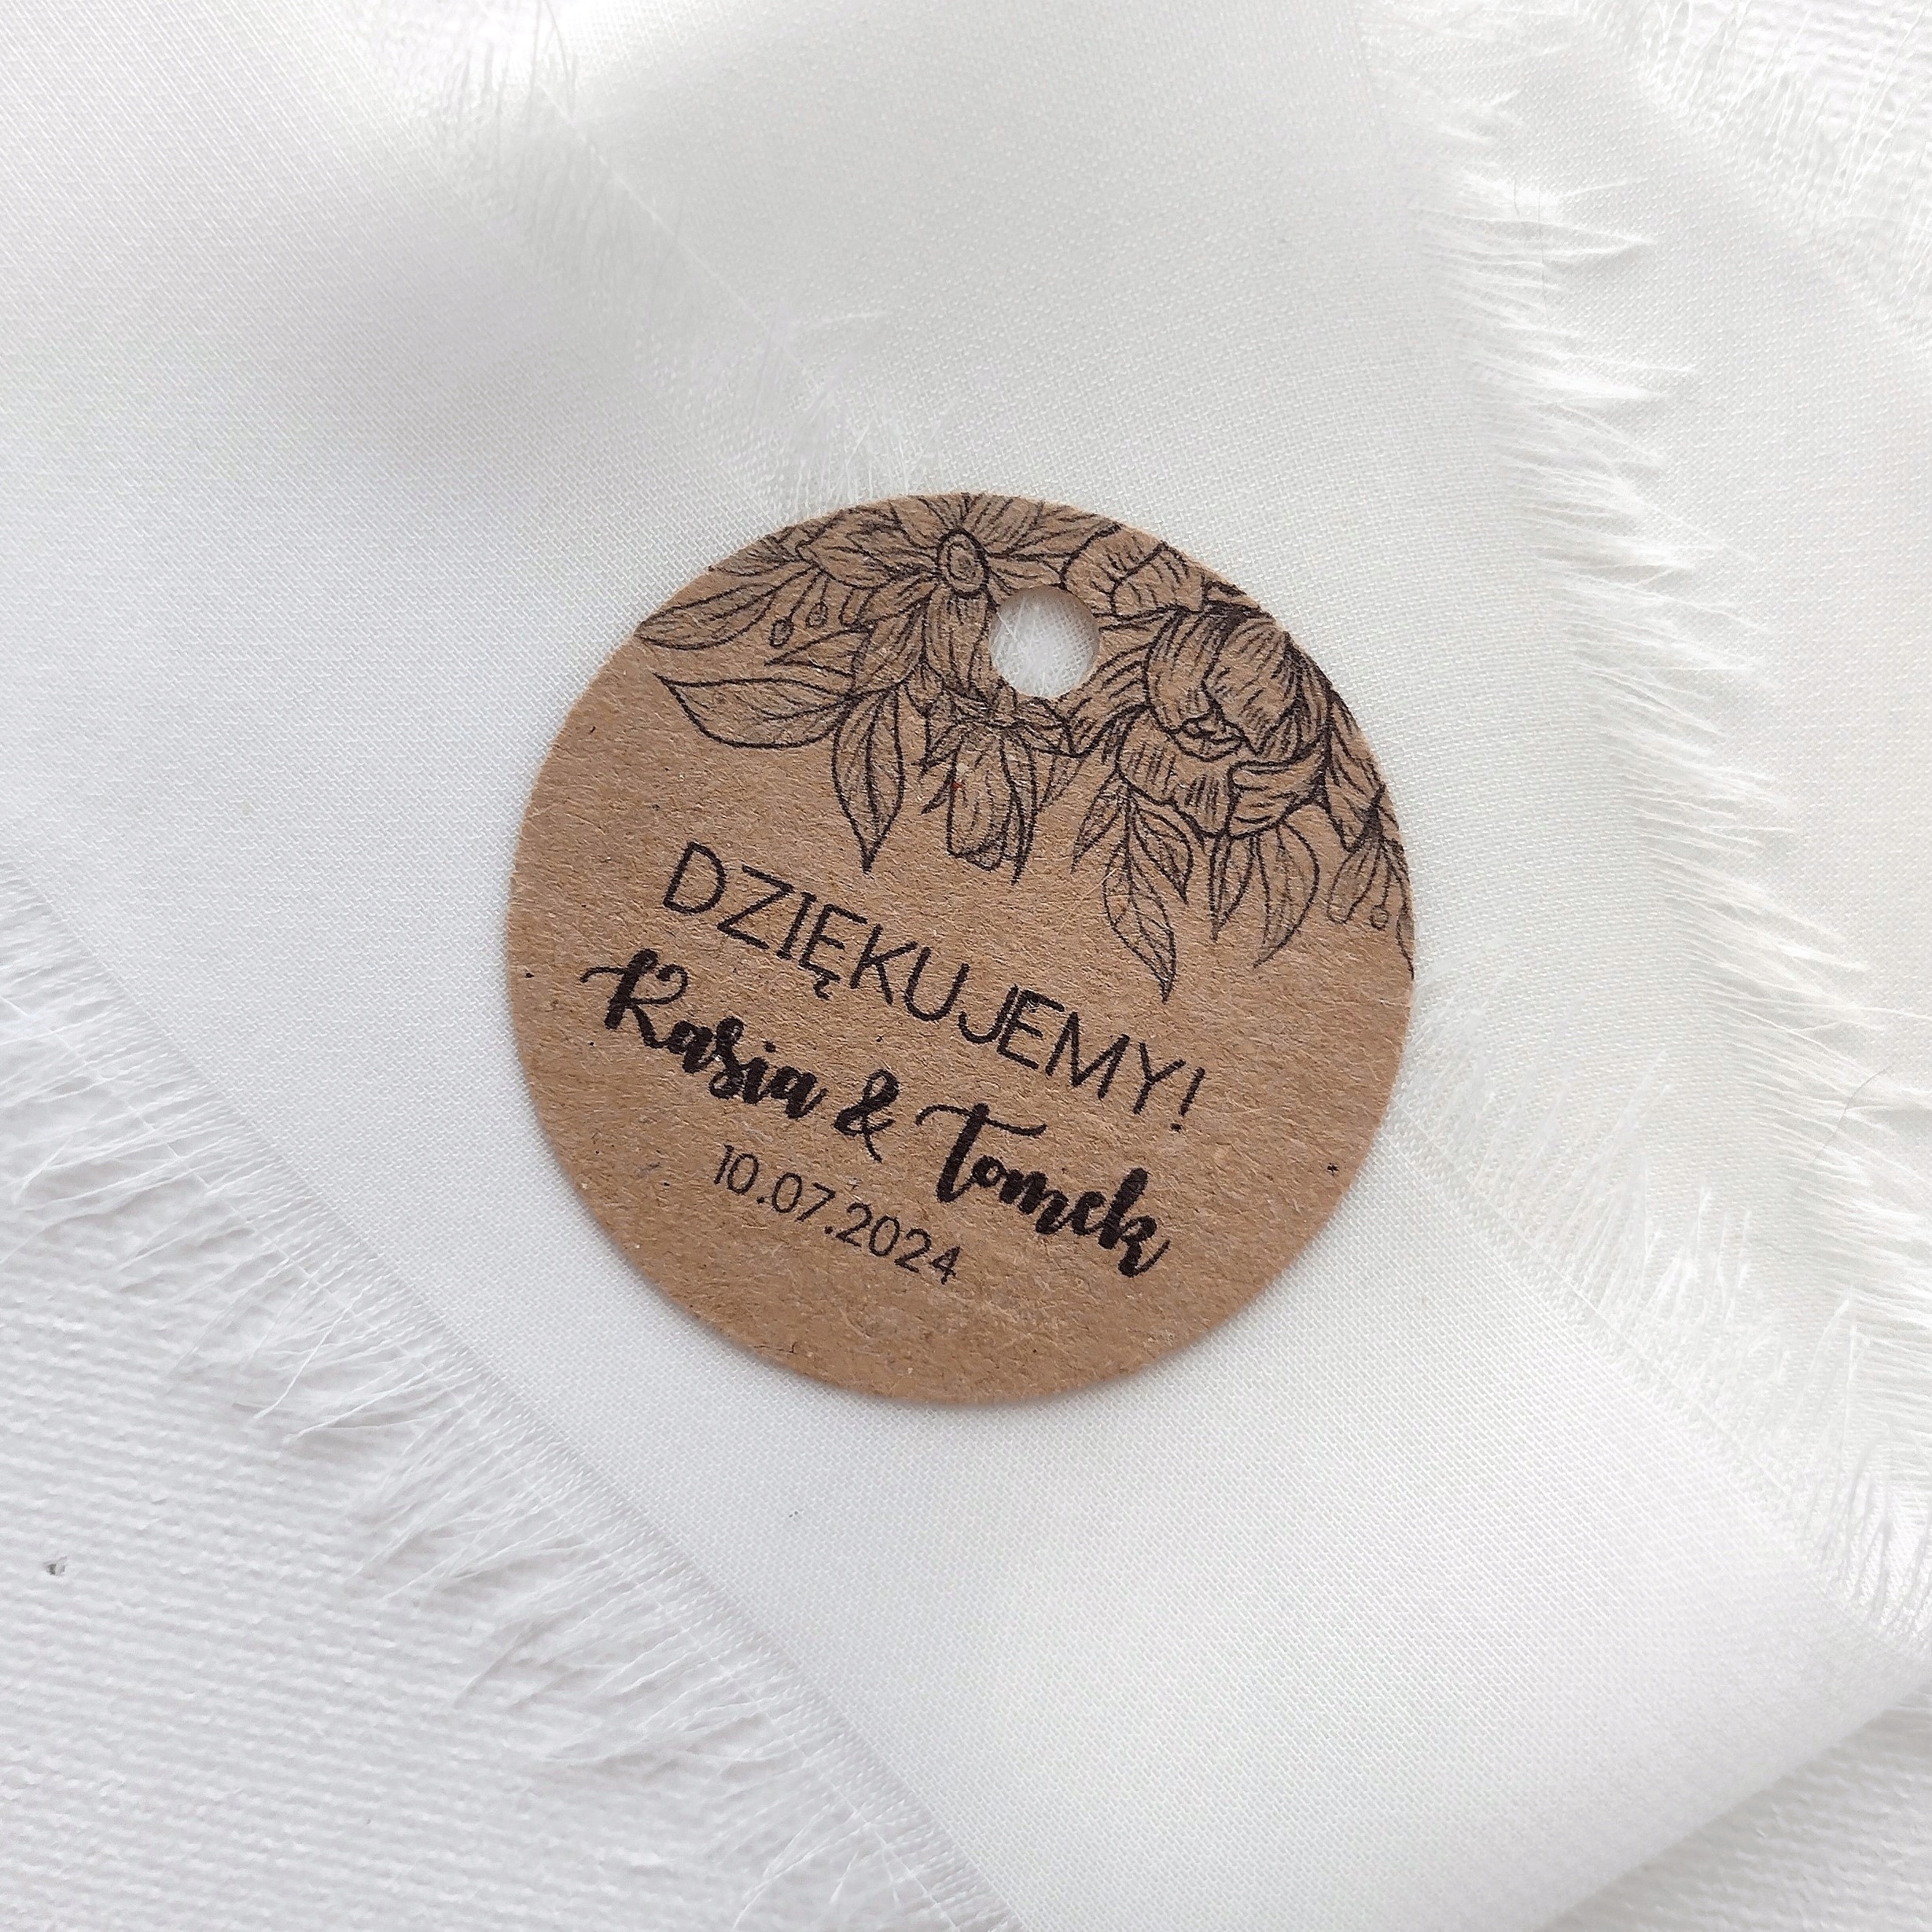 DZIĘKUJEMY!
Kasia & Tomek
10.07.2024